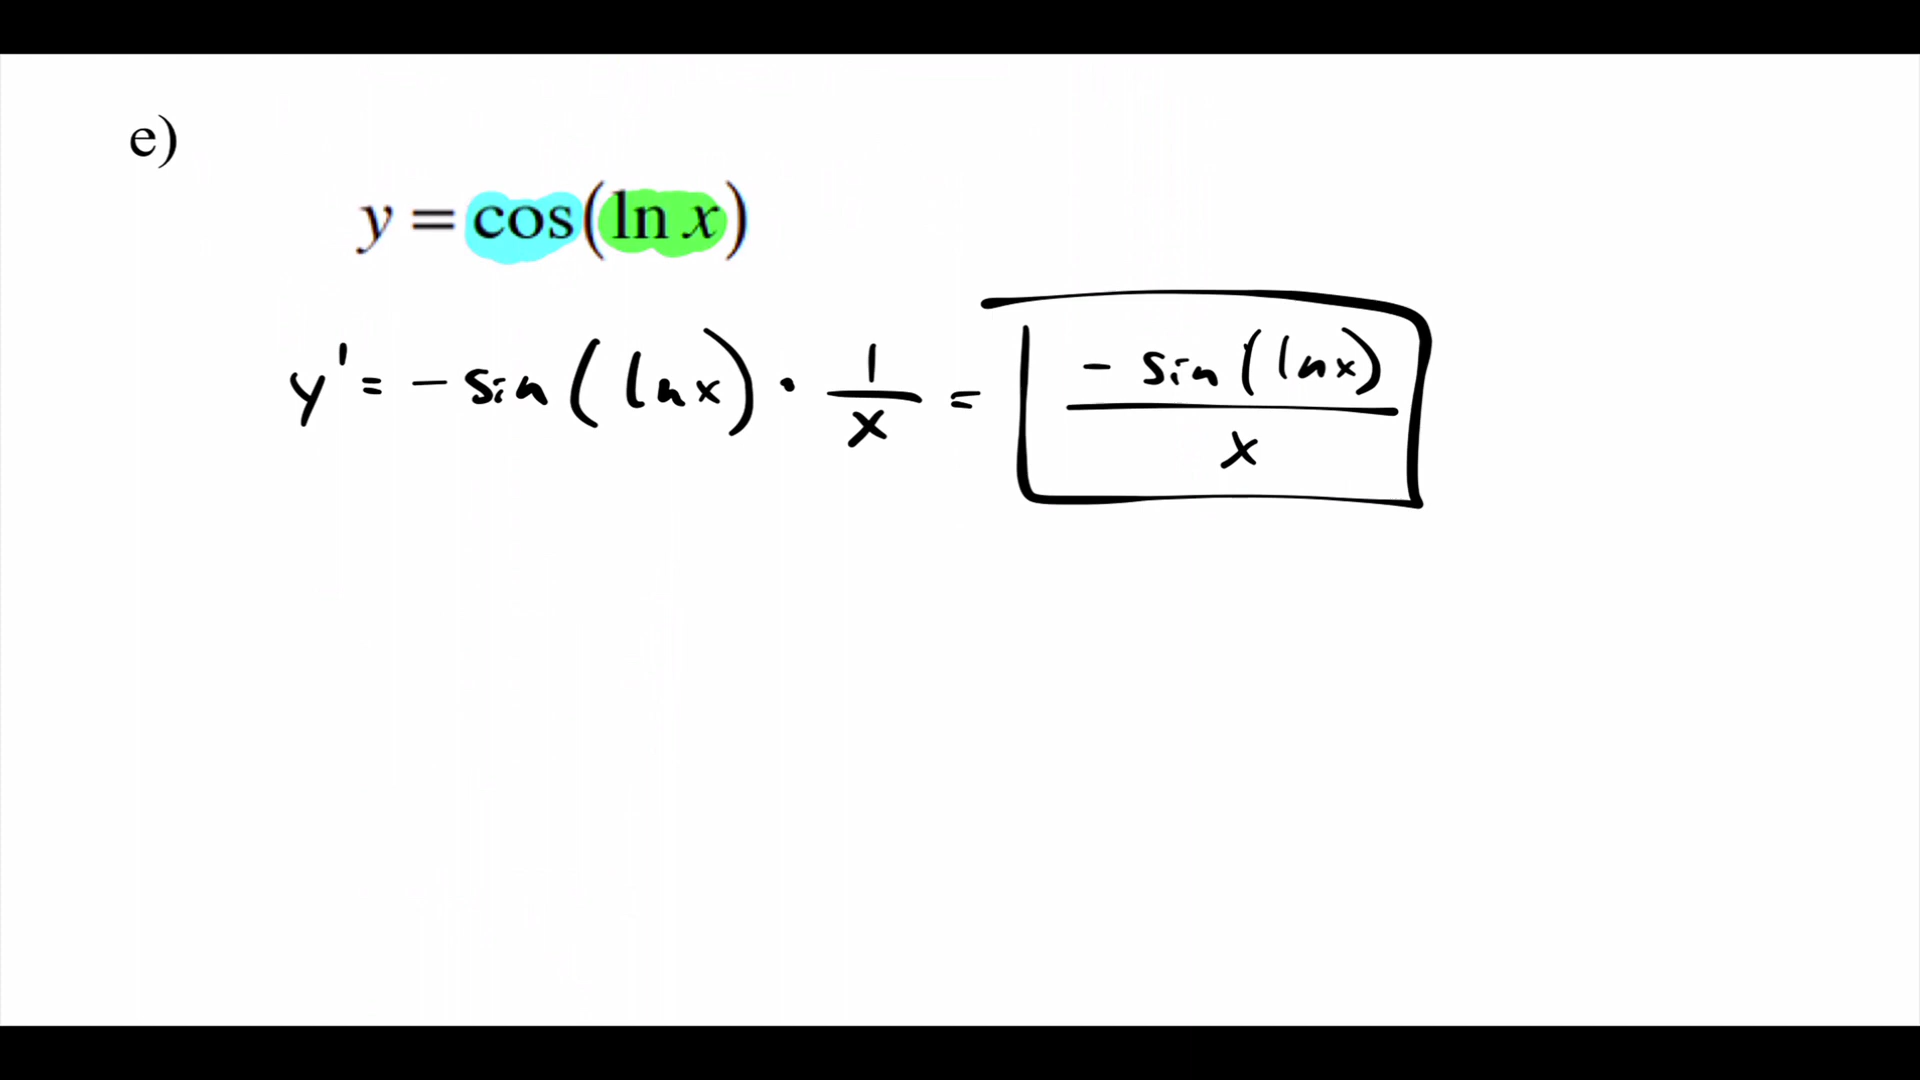 e)
y = cos(ln x)
y' = - sin(ln x) · 1/x = - sin(ln x)/x